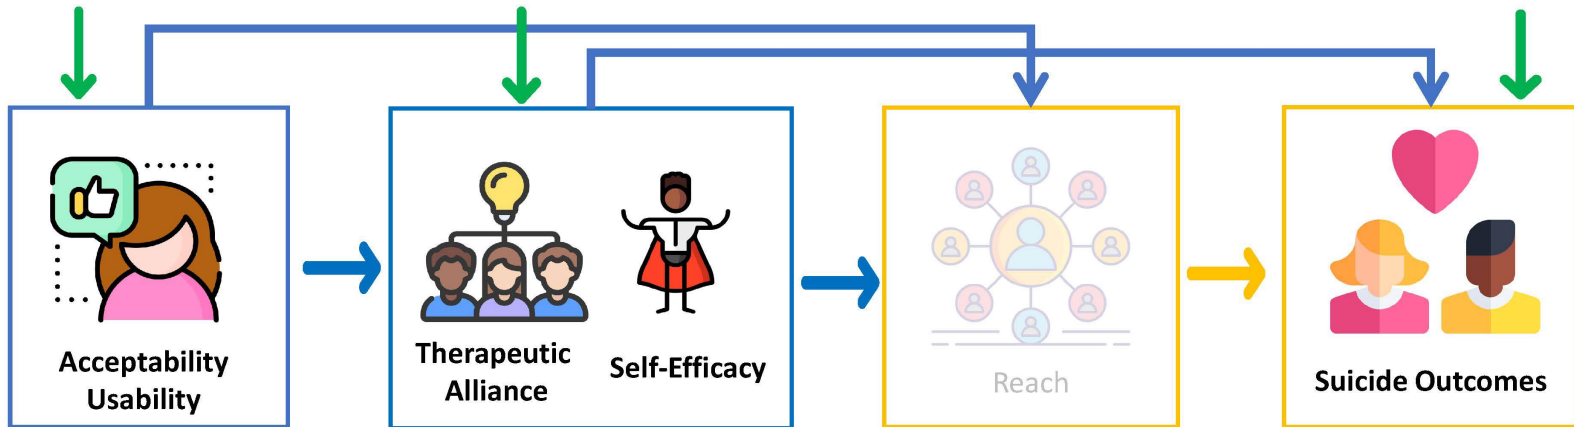 Acceptability
Usability
Therapeutic
Alliance
Self-Efficacy
Reach
Suicide Outcomes